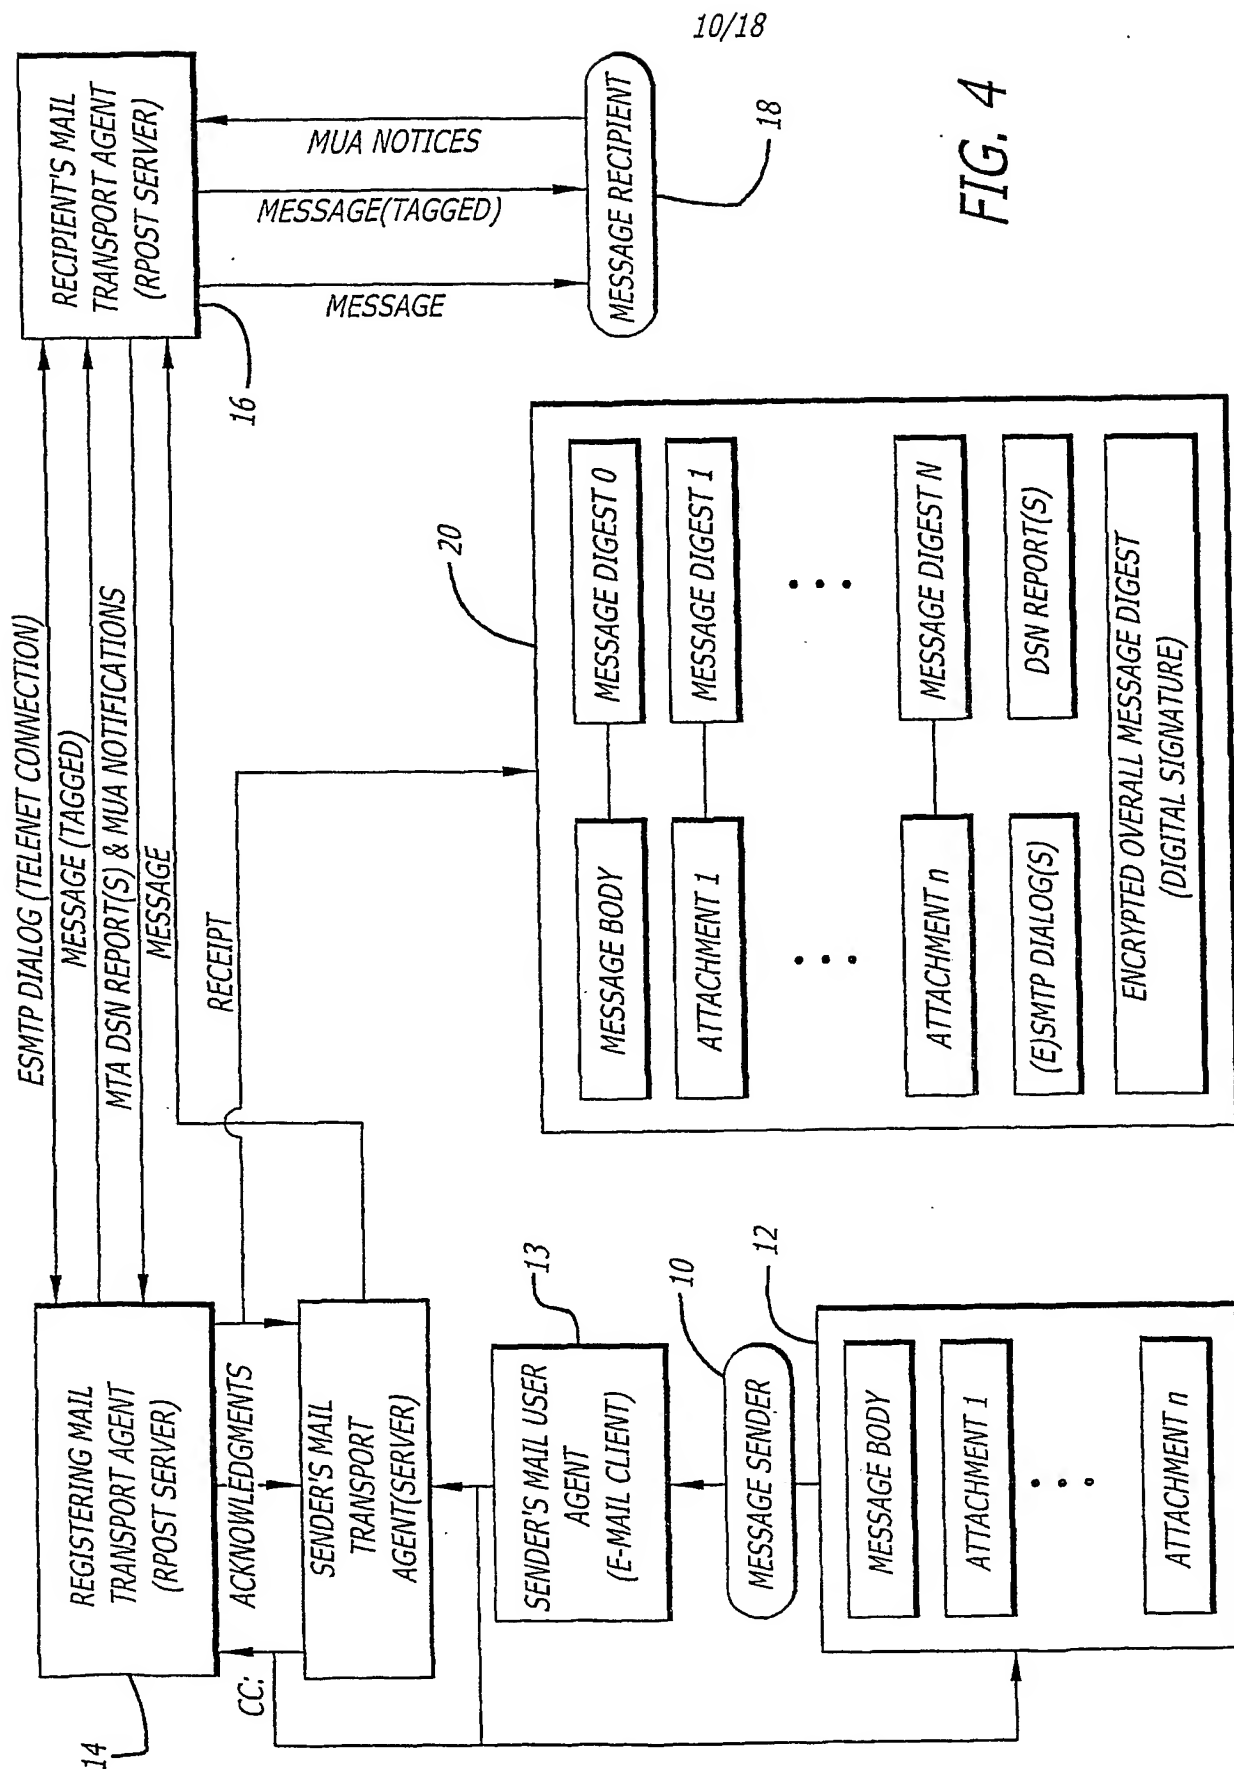 10/18
FIG. 4
14
REGISTERING MAIL
TRANSPORT AGENT
(RPOST SERVER)
ESMTP DIALOG (TELENET CONNECTION)
MESSAGE (TAGGED)
MTA DSN REPORT(S) & MUA NOTIFICATIONS
MESSAGE
RECIPIENT'S MAIL
TRANSPORT AGENT
(RPOST SERVER)
16
CC:
ACKNOWLEDGMENTS
RECEIPT
SENDER'S MAIL
TRANSPORT
AGENT(SERVER)
MESSAGE
MESSAGE(TAGGED)
MUA NOTICES
MESSAGE RECIPIENT
18
SENDER'S MAIL USER
AGENT
(E-MAIL CLIENT)
13
MESSAGE SENDER
10
12
MESSAGE BODY
ATTACHMENT 1
• • •
ATTACHMENT n
20
MESSAGE BODY
MESSAGE DIGEST 0
ATTACHMENT 1
MESSAGE DIGEST 1
• • •
• • •
ATTACHMENT n
MESSAGE DIGEST N
(E)SMTP DIALOG(S)
DSN REPORT(S)
ENCRYPTED OVERALL MESSAGE DIGEST
(DIGITAL SIGNATURE)